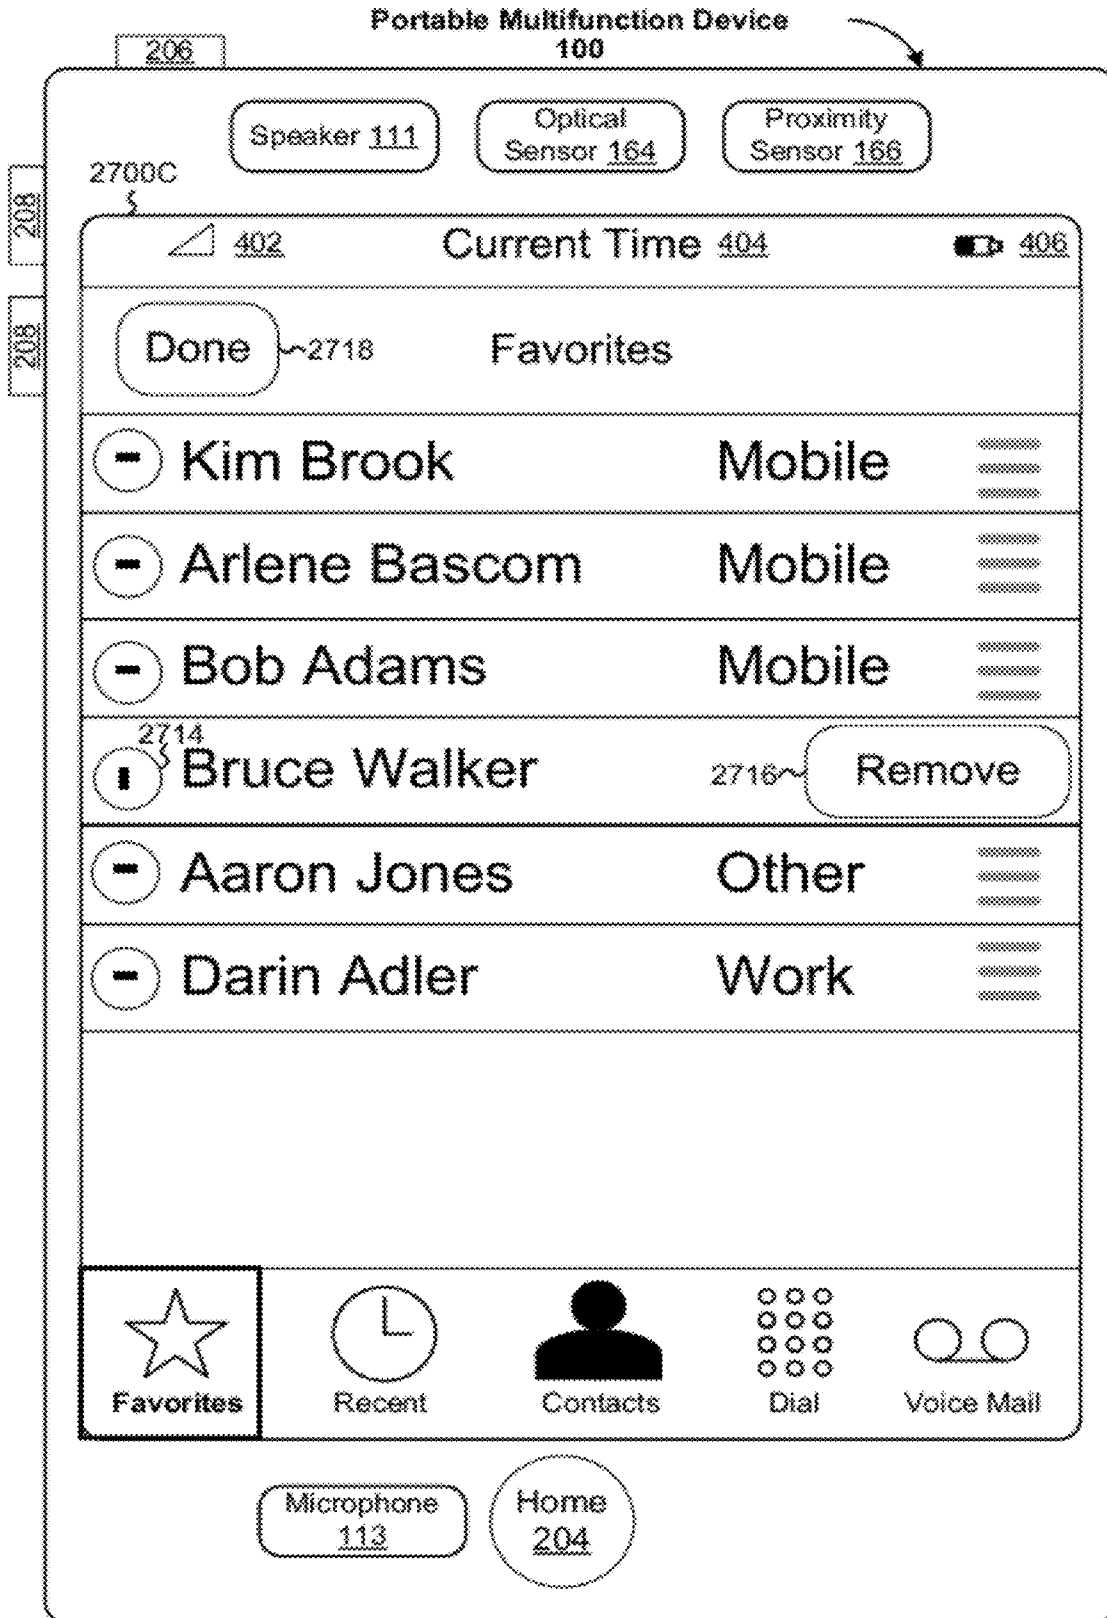 Portable Multifunction Device
100
206
Speaker 111
Optical
Sensor 164
Proximity
Sensor 166
2700C
208
208
402
Current Time 404
406
Done
2718
Favorites
Kim Brook Mobile
Arlene Bascom Mobile
Bob Adams Mobile
2714
Bruce Walker
2716
Remove
Aaron Jones Other
Darin Adler Work
Favorites
Recent
Contacts
Dial
Voice Mail
Microphone
113
Home
204